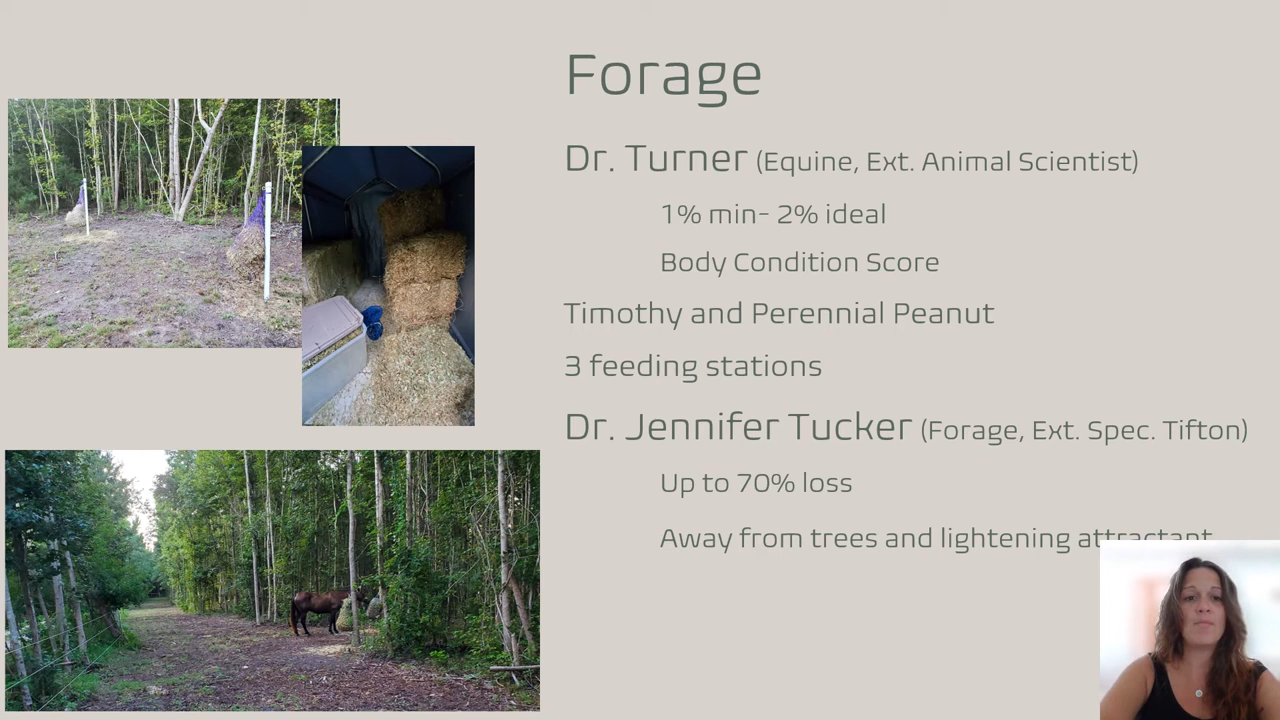 Forage
Dr. Turner (Equine, Ext. Animal Scientist)
1% min- 2% ideal
Body Condition Score
Timothy and Perennial Peanut
3 feeding stations
Dr. Jennifer Tucker (Forage, Ext. Spec. Tifton)
Up to 70% loss
Away from trees and lightening attractant